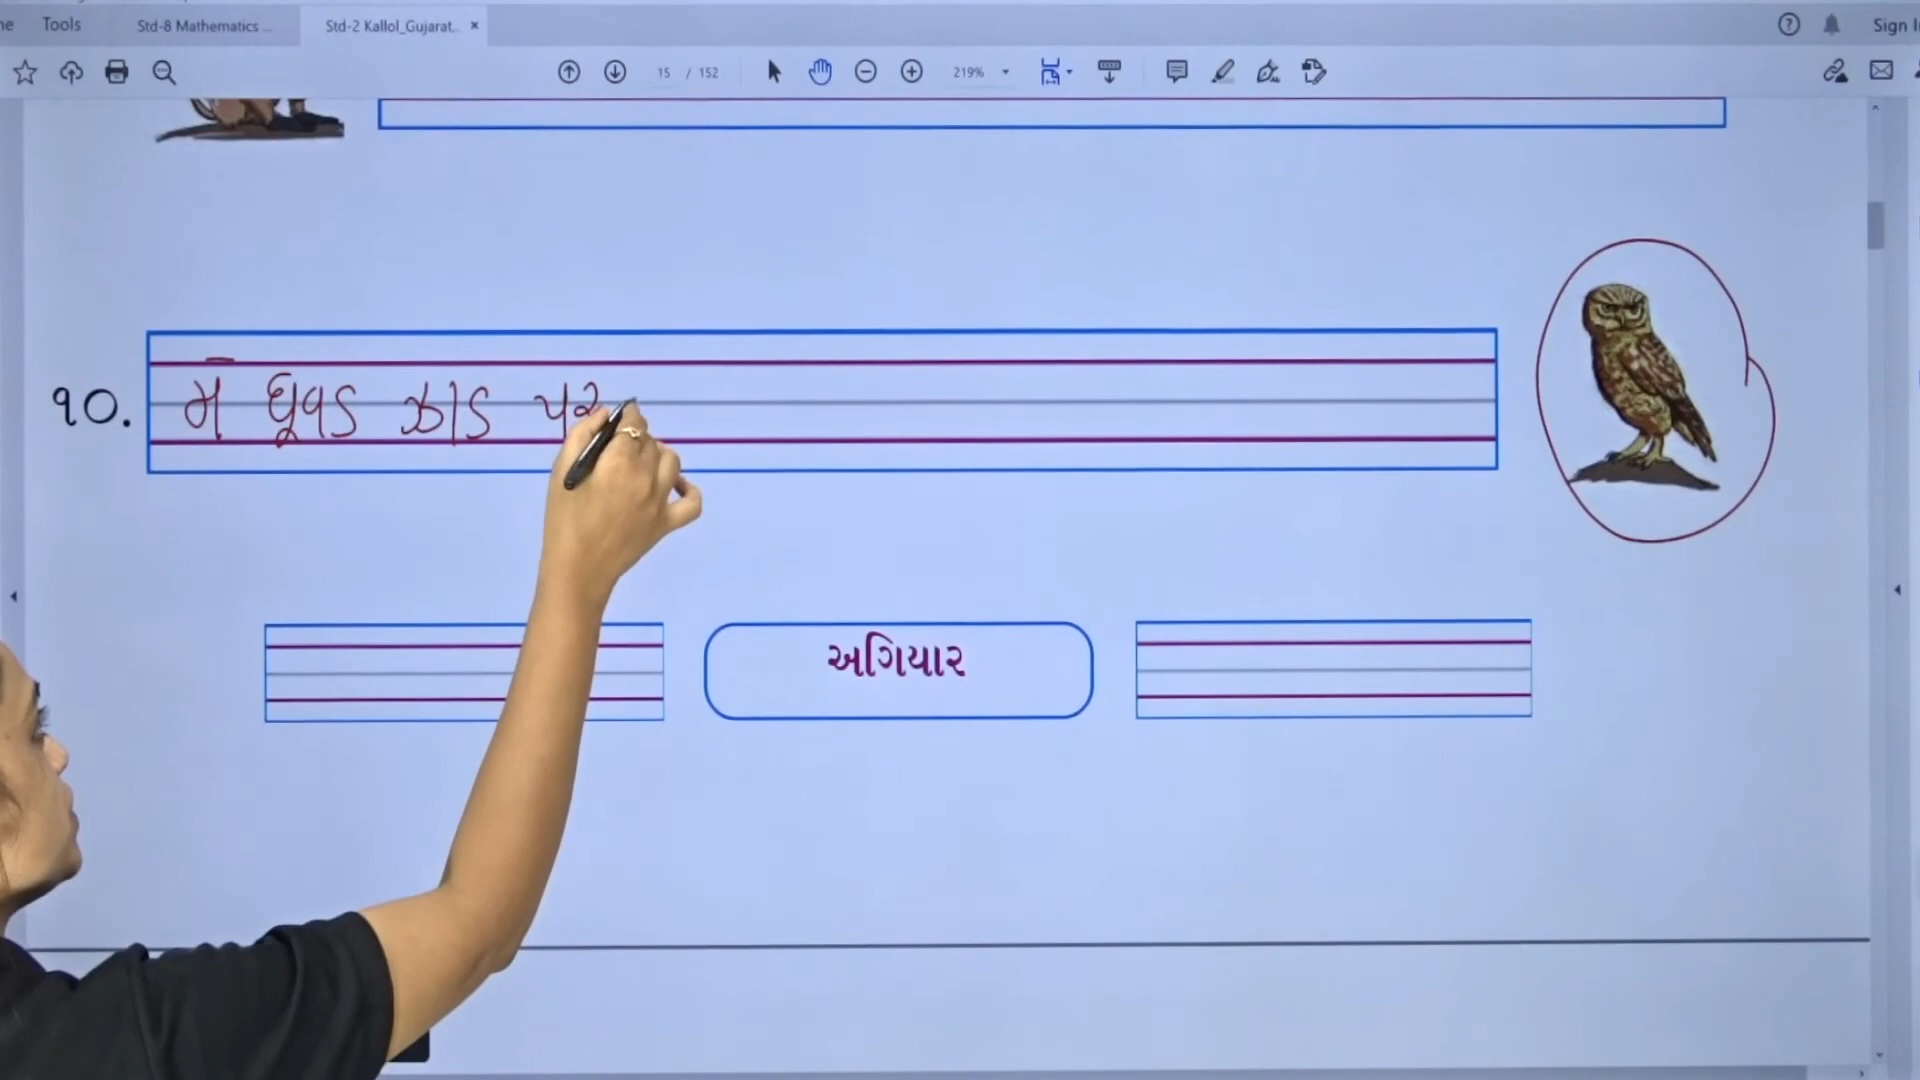 Tools Std-8 Mathematics ... Std-2 Kallol_Gujarat... × Sign I
15 / 152 219%
૧૦. મેં ઘુવડ ઝાડ પર
અગિયાર